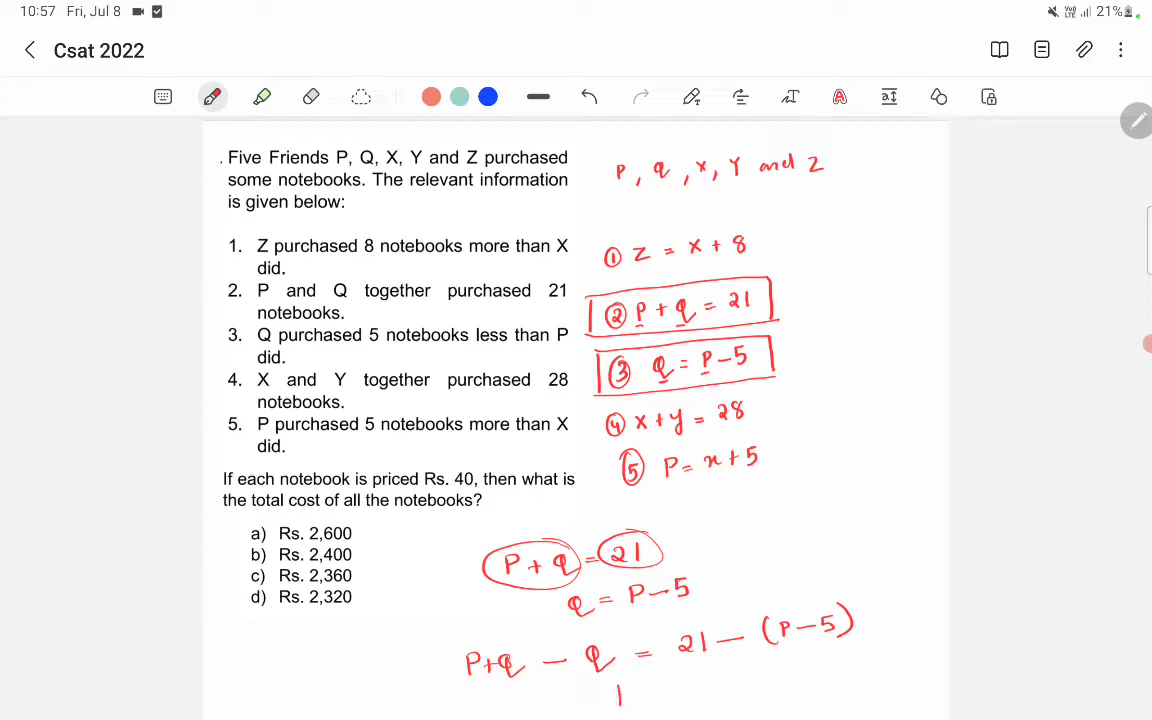 10:57 Fri, Jul 8 21%
Csat 2022
. Five Friends P, Q, X, Y and Z purchased
some notebooks. The relevant information
is given below:
1. Z purchased 8 notebooks more than X
did.
2. P and Q together purchased 21
notebooks.
3. Q purchased 5 notebooks less than P
did.
4. X and Y together purchased 28
notebooks.
5. P purchased 5 notebooks more than X
did.
If each notebook is priced Rs. 40, then what is
the total cost of all the notebooks?
a) Rs. 2,600
b) Rs. 2,400
c) Rs. 2,360
d) Rs. 2,320
P, q, x, Y and Z
① Z = x + 8
② P + q = 21
③ q = P - 5
④ x + y = 28
⑤ P = x + 5
P + q = 21
q = P - 5
P+q - q = 21 - (P-5)